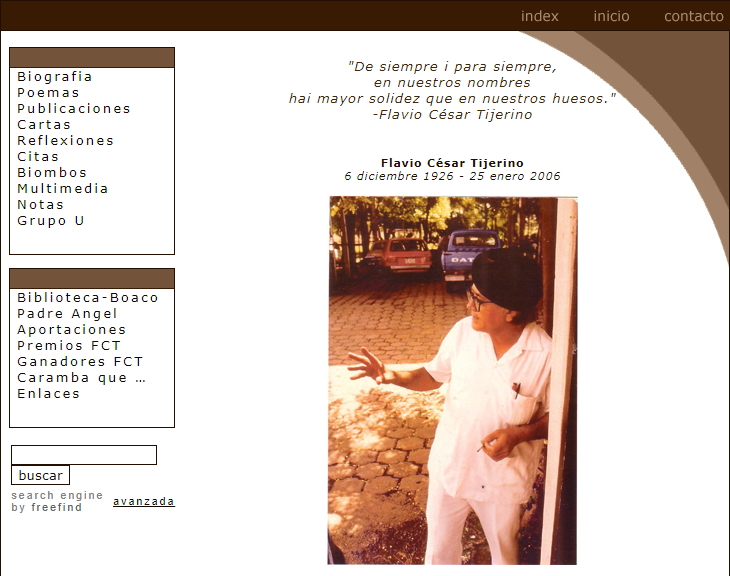 index inicio contacto
Biografia
Poemas
Publicaciones
Cartas
Reflexiones
Citas
Biombos
Multimedia
Notas
Grupo U
Biblioteca-Boaco
Padre Angel
Aportaciones
Premios FCT
Ganadores FCT
Caramba que ...
Enlaces
buscar
search engine
by freefind avanzada
"De siempre i para siempre,
en nuestros nombres
hai mayor solidez que en nuestros huesos."
-Flavio César Tijerino
Flavio César Tijerino
6 diciembre 1926 - 25 enero 2006
DAT